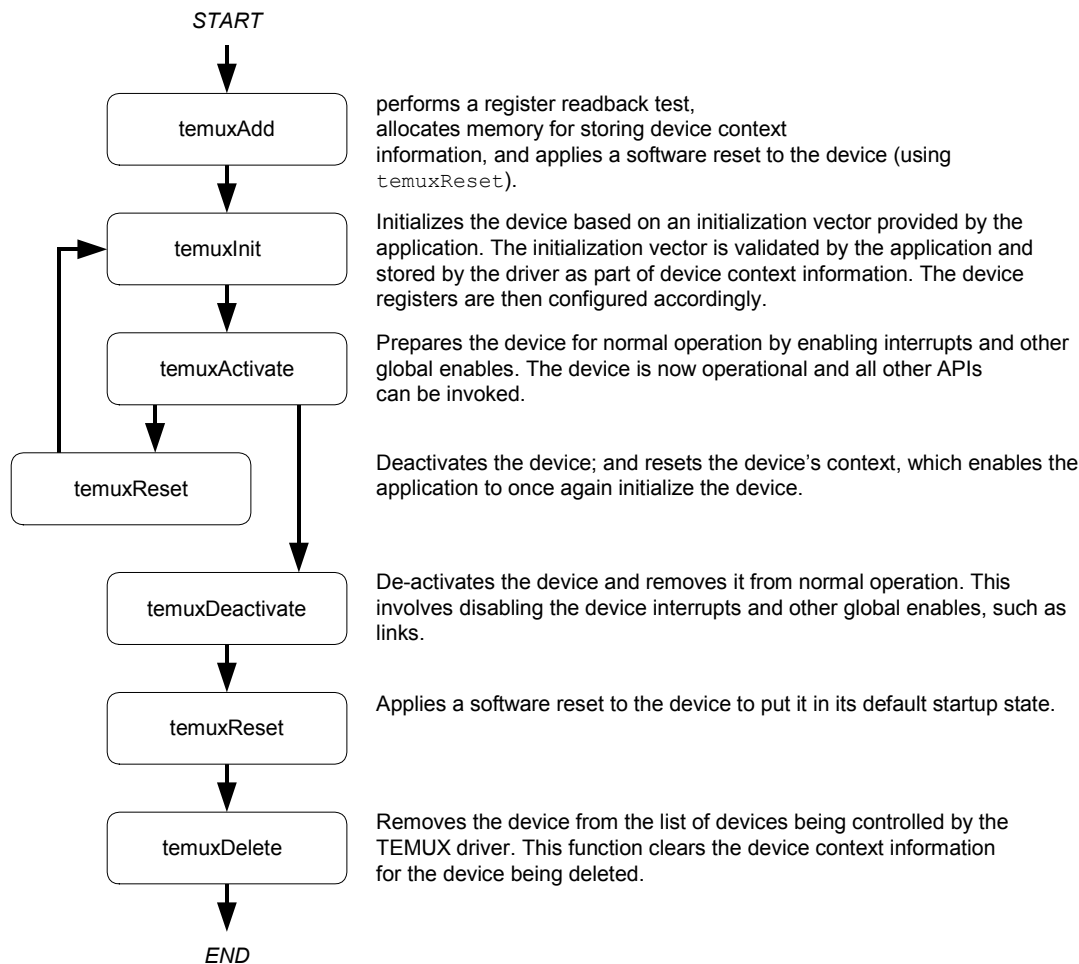 START
temuxAdd
performs a register readback test,
allocates memory for storing device context
information, and applies a software reset to the device (using
temuxReset).
temuxInit
Initializes the device based on an initialization vector provided by the
application. The initialization vector is validated by the application and
stored by the driver as part of device context information. The device
registers are then configured accordingly.
temuxActivate
Prepares the device for normal operation by enabling interrupts and other
global enables. The device is now operational and all other APIs
can be invoked.
temuxReset
Deactivates the device; and resets the device's context, which enables the
application to once again initialize the device.
temuxDeactivate
De-activates the device and removes it from normal operation. This
involves disabling the device interrupts and other global enables, such as
links.
temuxReset
Applies a software reset to the device to put it in its default startup state.
temuxDelete
Removes the device from the list of devices being controlled by the
TEMUX driver. This function clears the device context information
for the device being deleted.
END